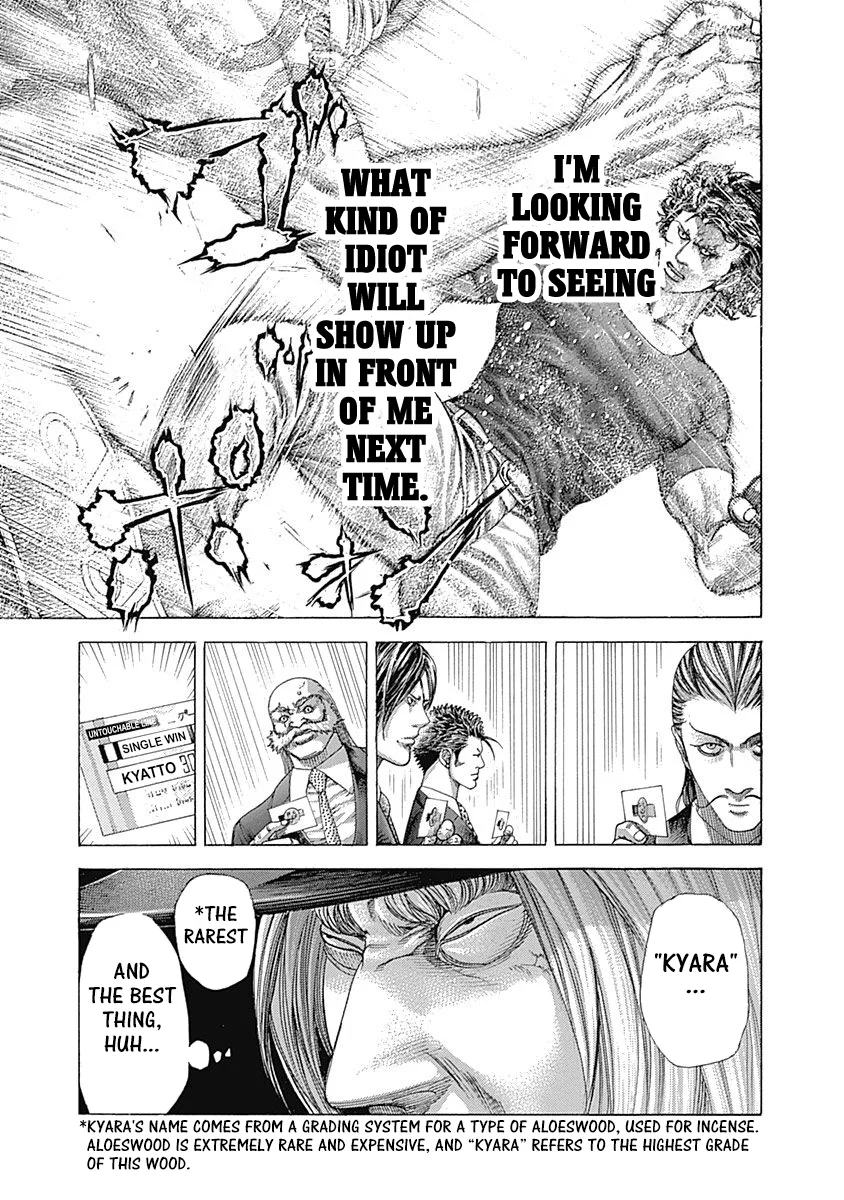 I'M
LOOKING
FORWARD
TO SEEING
WHAT
KIND OF
IDIOT
WILL
SHOW UP
IN FRONT
OF ME
NEXT
TIME.
UNTOUCHABLE LINE
SINGLE WIN
KYATTO
"KYARA"
...
*THE
RAREST
AND
THE BEST
THING,
HUH...
*KYARA'S NAME COMES FROM A GRADING SYSTEM FOR A TYPE OF ALOESWOOD, USED FOR INCENSE.
ALOESWOOD IS EXTREMELY RARE AND EXPENSIVE, AND "KYARA" REFERS TO THE HIGHEST GRADE
OF THIS WOOD.